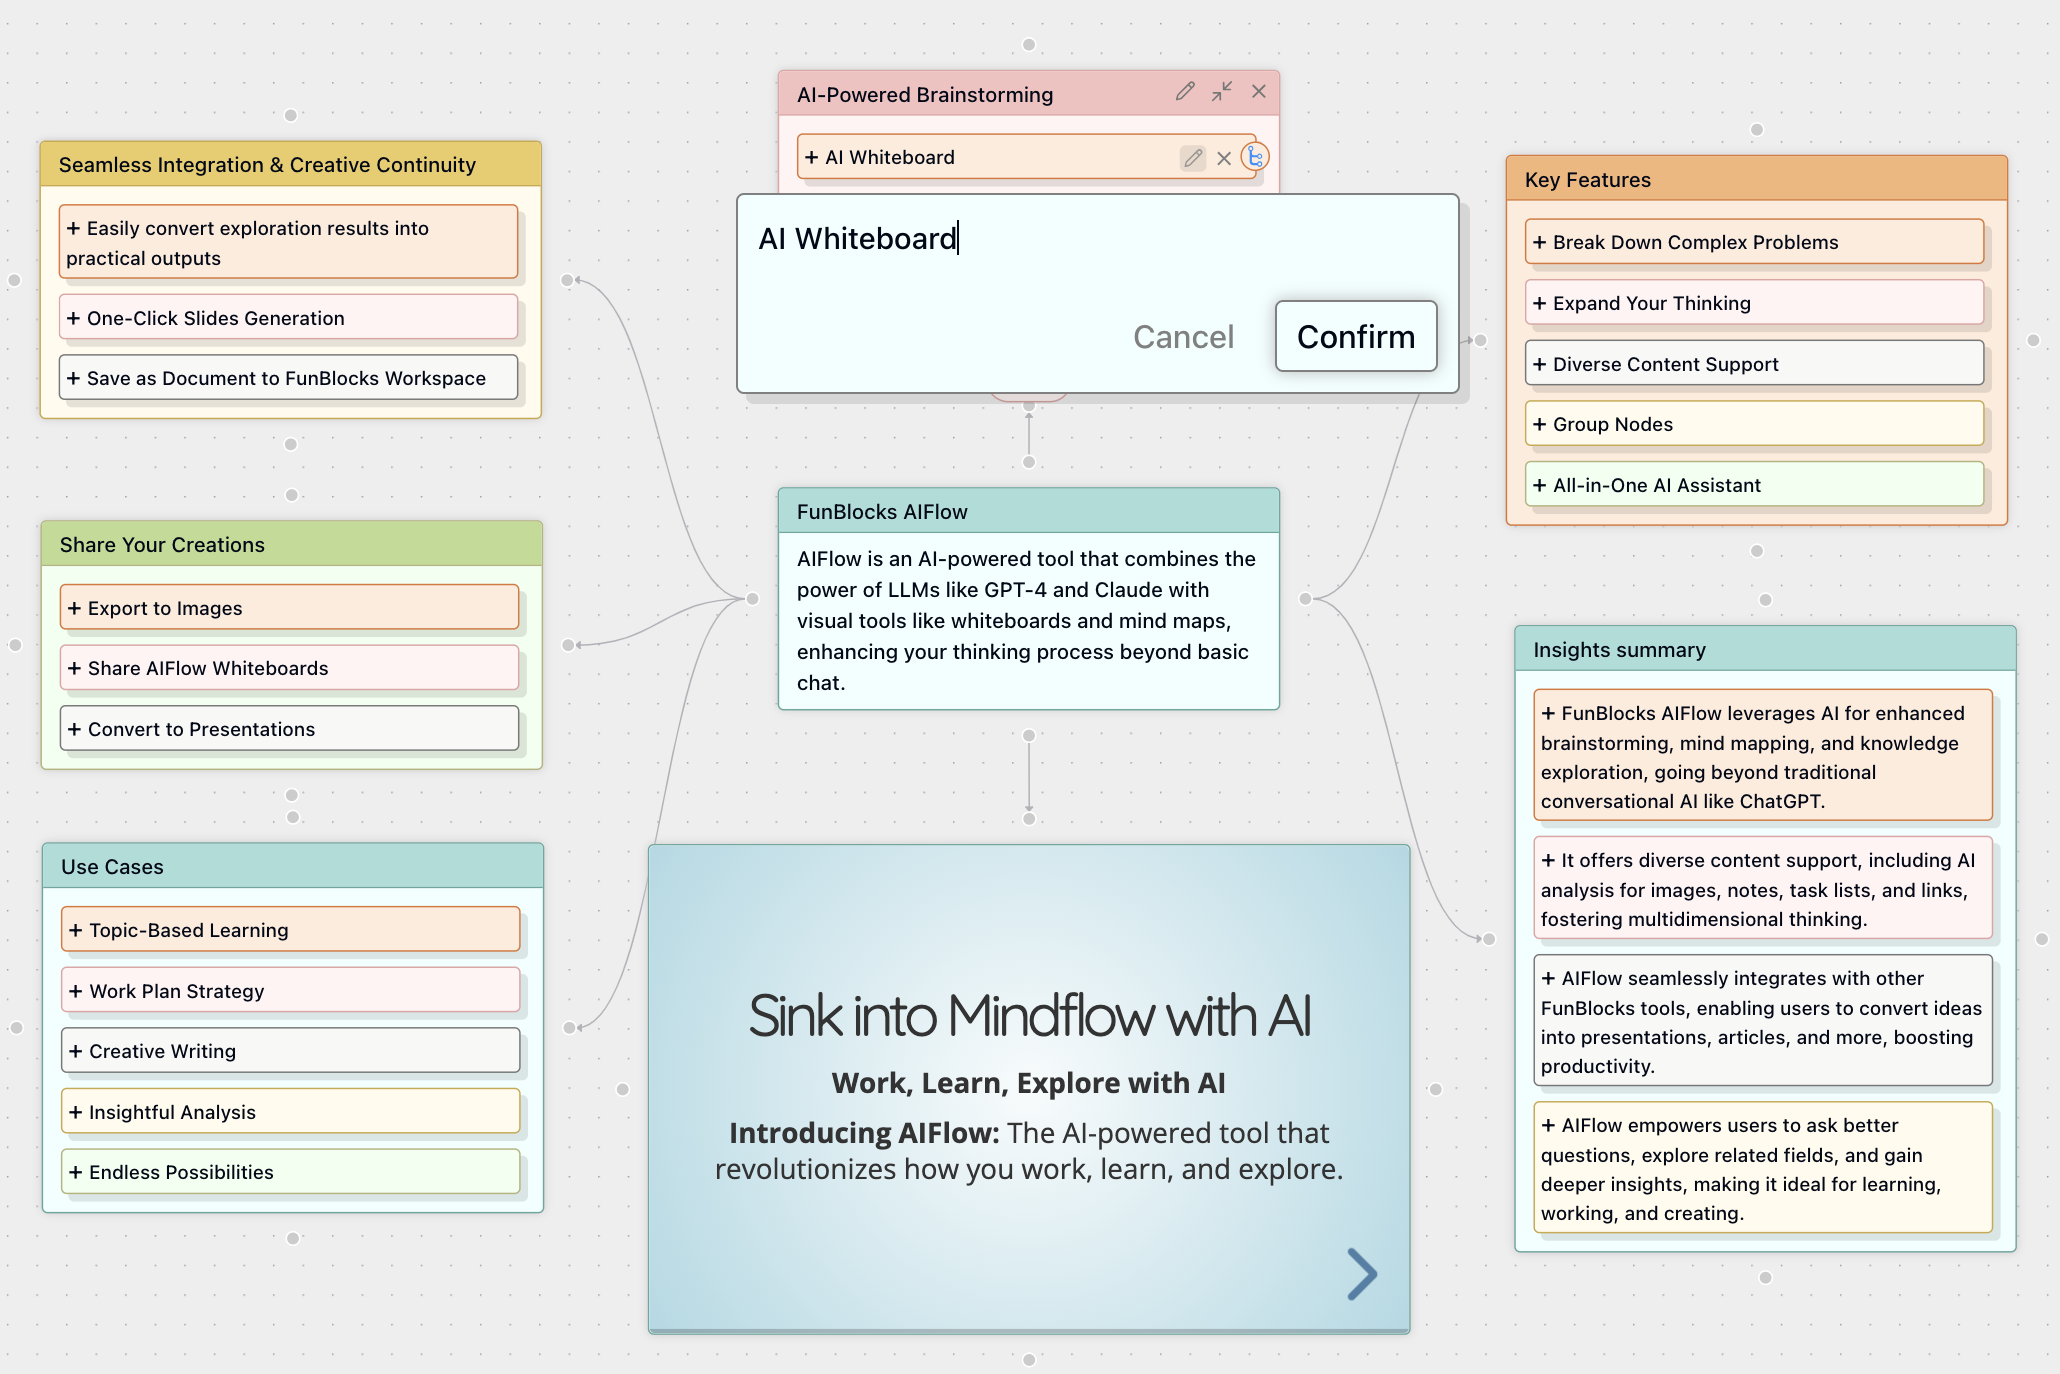 AI-Powered Brainstorming
+ AI Whiteboard
AI Whiteboard
Cancel
Confirm
Seamless Integration & Creative Continuity
+ Easily convert exploration results into
practical outputs
+ One-Click Slides Generation
+ Save as Document to FunBlocks Workspace
Share Your Creations
+ Export to Images
+ Share AIFlow Whiteboards
+ Convert to Presentations
Use Cases
+ Topic-Based Learning
+ Work Plan Strategy
+ Creative Writing
+ Insightful Analysis
+ Endless Possibilities
FunBlocks AIFlow
AIFlow is an AI-powered tool that combines the
power of LLMs like GPT-4 and Claude with
visual tools like whiteboards and mind maps,
enhancing your thinking process beyond basic
chat.
Sink into Mindflow with AI
Work, Learn, Explore with AI
Introducing AIFlow: The AI-powered tool that
revolutionizes how you work, learn, and explore.
Key Features
+ Break Down Complex Problems
+ Expand Your Thinking
+ Diverse Content Support
+ Group Nodes
+ All-in-One AI Assistant
Insights summary
+ FunBlocks AIFlow leverages AI for enhanced
brainstorming, mind mapping, and knowledge
exploration, going beyond traditional
conversational AI like ChatGPT.
+ It offers diverse content support, including AI
analysis for images, notes, task lists, and links,
fostering multidimensional thinking.
+ AIFlow seamlessly integrates with other
FunBlocks tools, enabling users to convert ideas
into presentations, articles, and more, boosting
productivity.
+ AIFlow empowers users to ask better
questions, explore related fields, and gain
deeper insights, making it ideal for learning,
working, and creating.